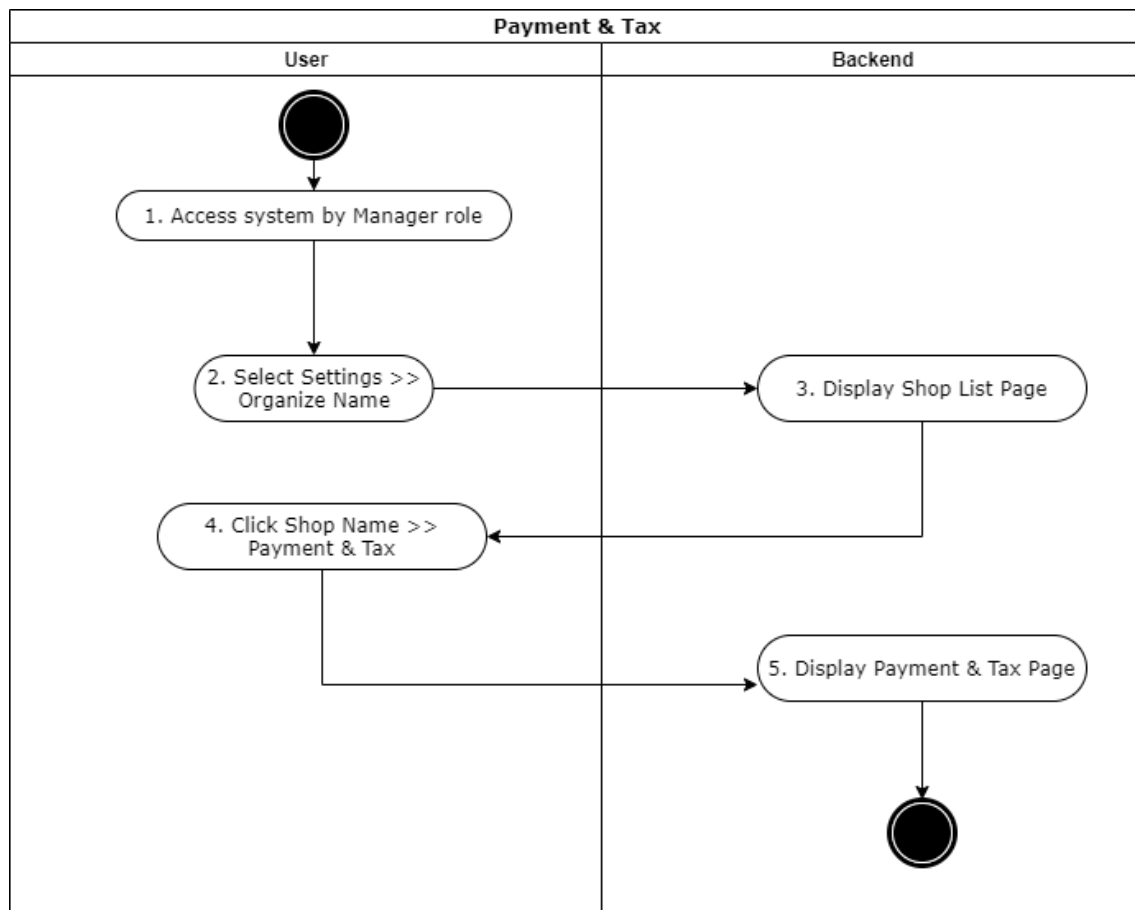 Payment & Tax
User
Backend
1. Access system by Manager role
2. Select Settings >>
Organize Name
3. Display Shop List Page
4. Click Shop Name >>
Payment & Tax
5. Display Payment & Tax Page